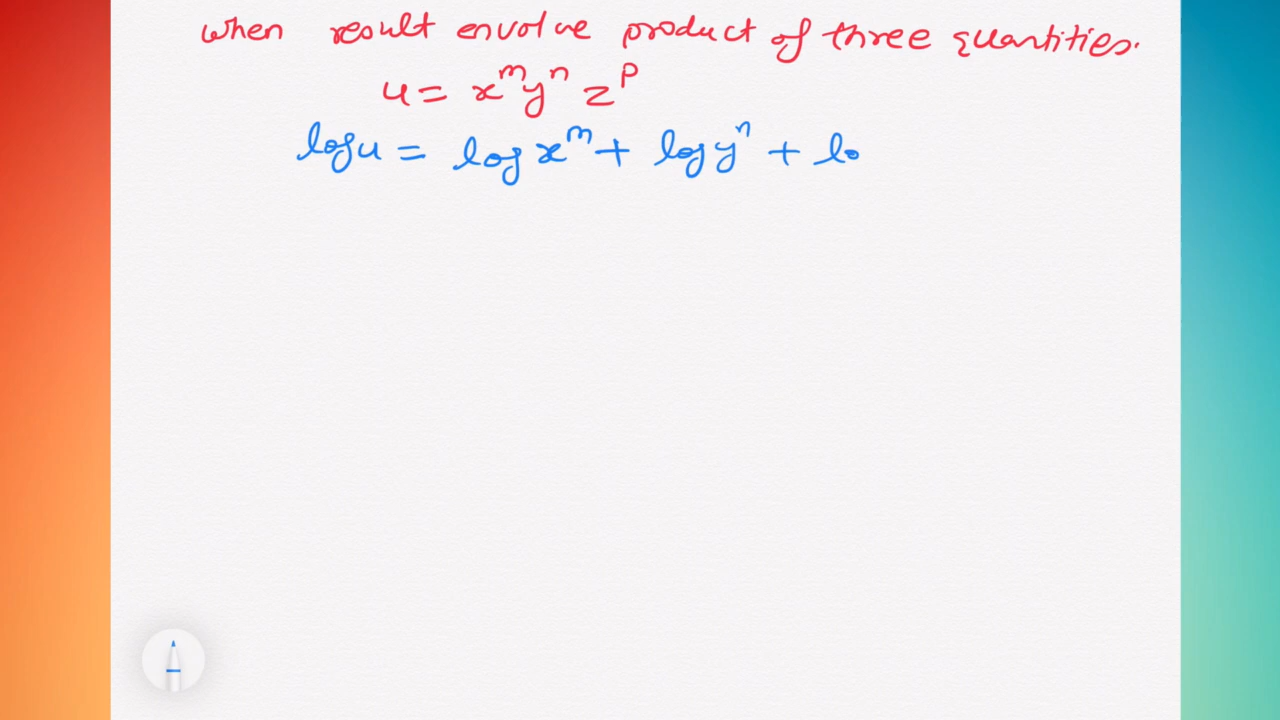 when result envolve product of three quantities.
u = x^m y^n z^p
log u = log x^m + log y^n + lo